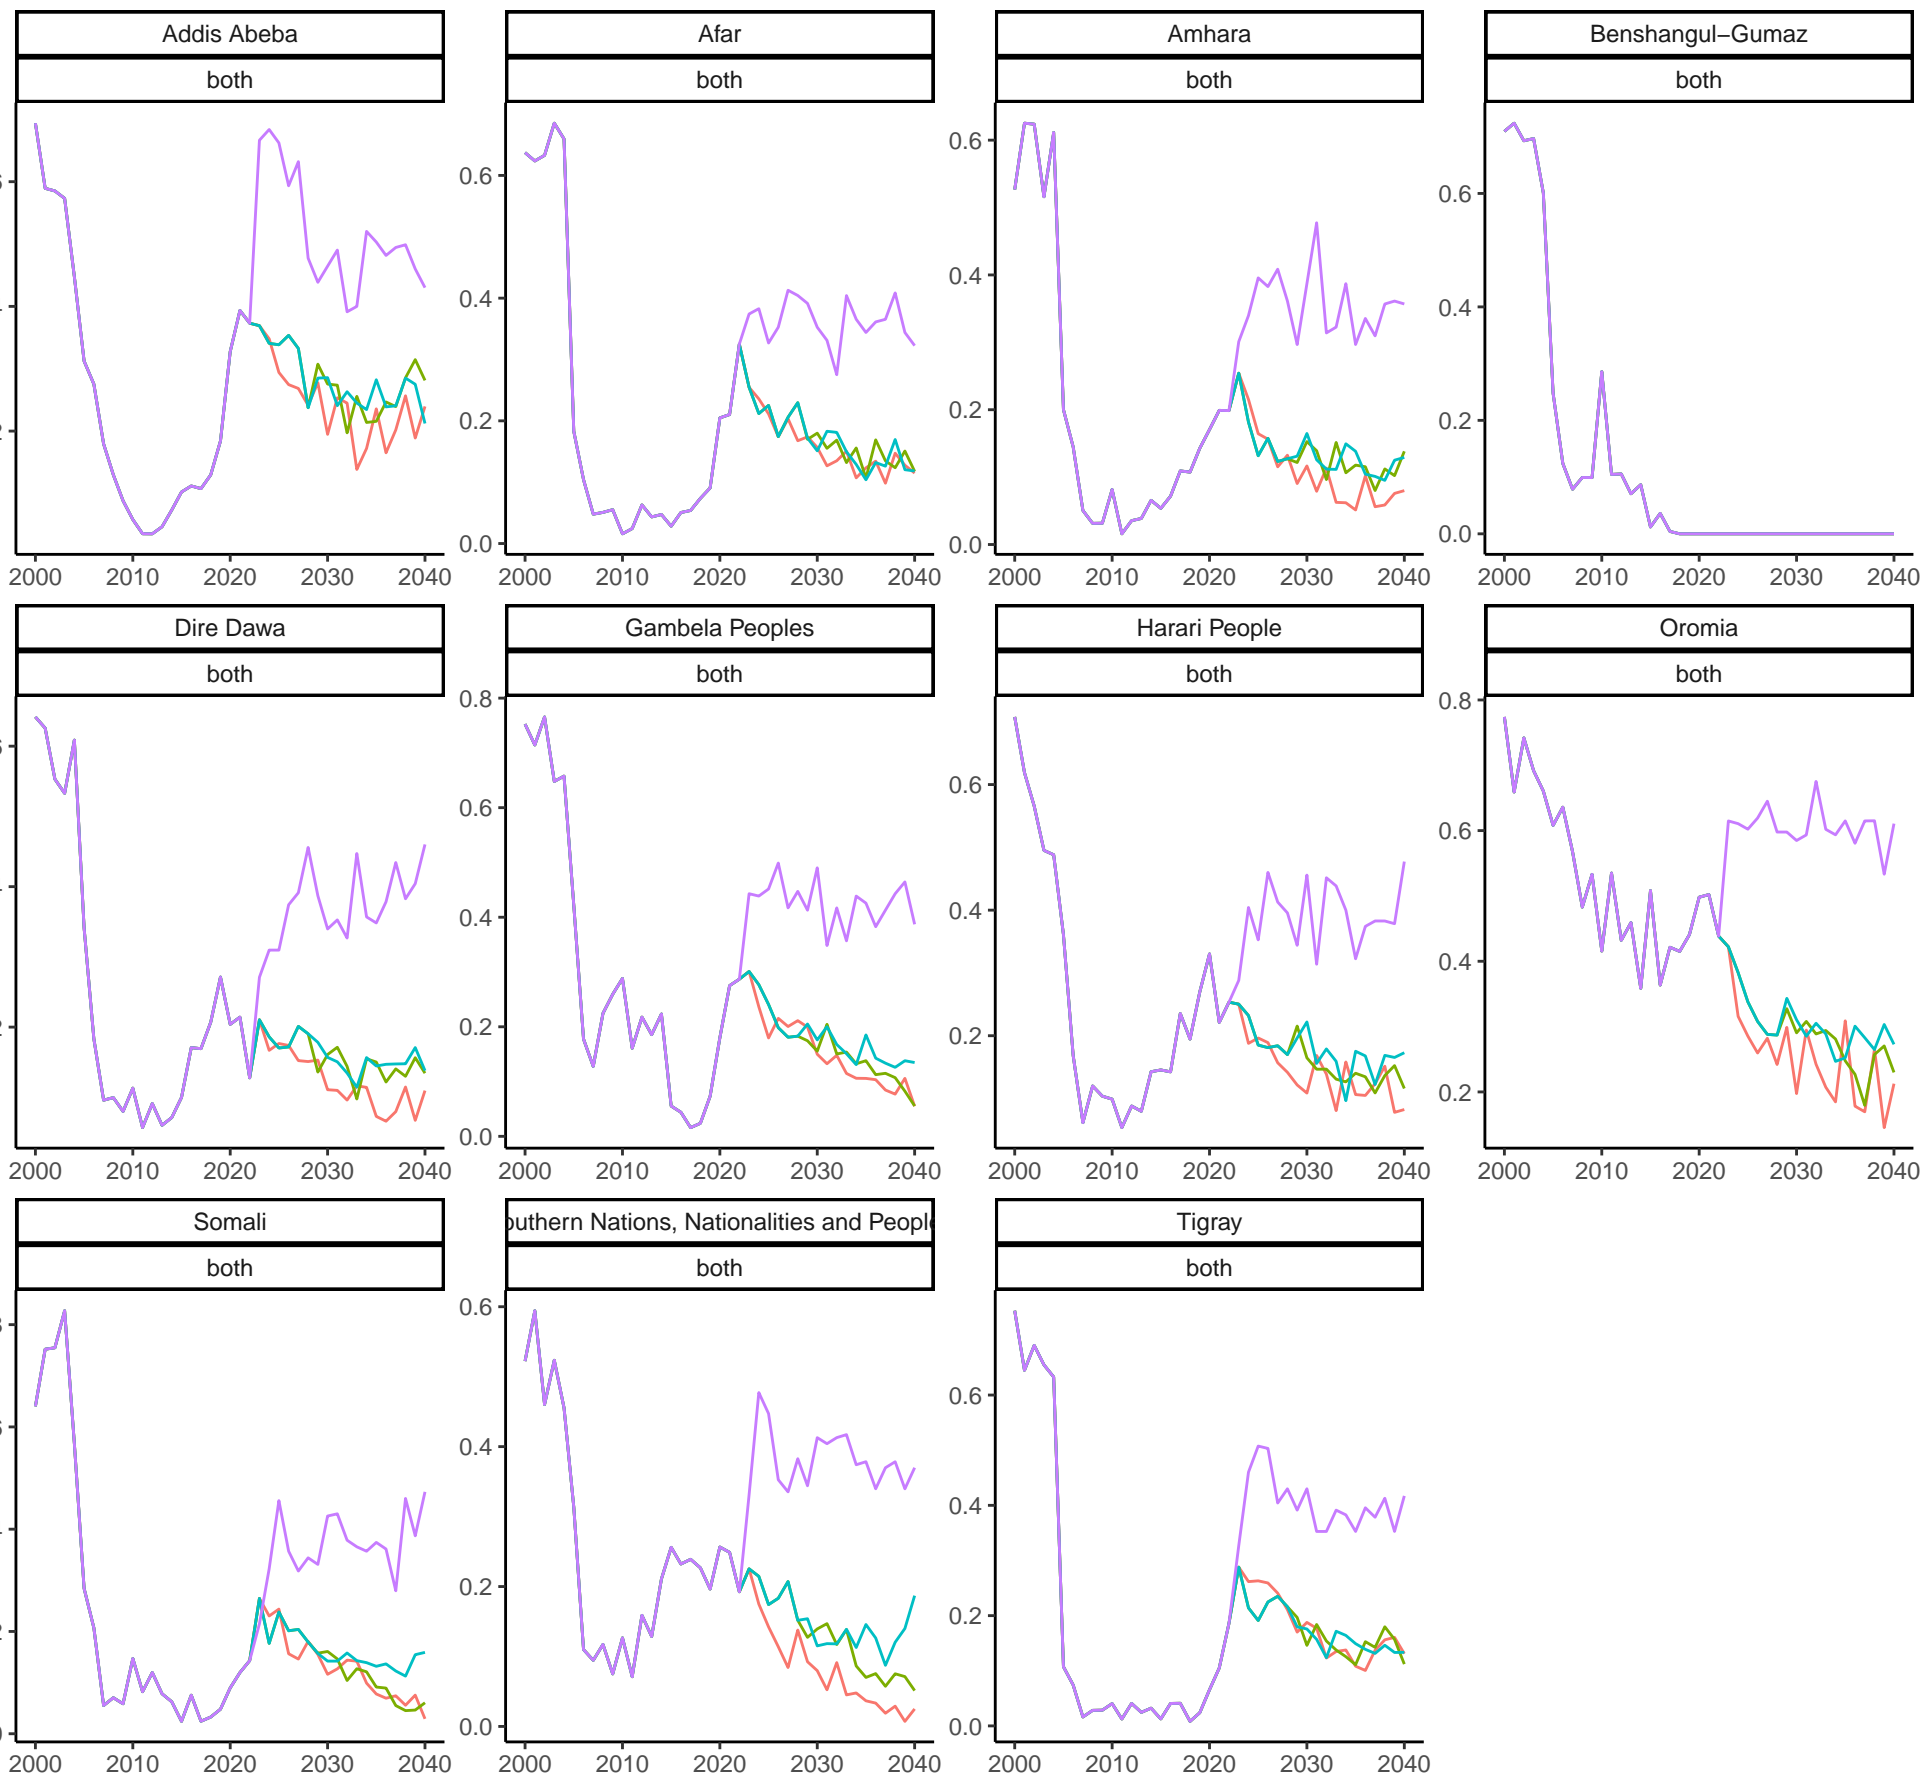 Addis Abeba Afar Amhara Benshangul−Gumaz
both both both both
0.6 0.6
0.6
0.4
0.4 0.4
0.2 0.2 0.2
0.0 0.0 0.0
2000 2010 2020 2030 2040 2000 2010 2020 2030 2040 2000 2010 2020 2030 2040 2000 2010 2020 2030 2040
Dire Dawa Gambela Peoples Harari People Oromia
both both both both
0.8 0.8
0.6 0.6 0.6
0.4 0.4 0.4
0.2 0.2 0.2
0.0
2000 2010 2020 2030 2040 2000 2010 2020 2030 2040 2000 2010 2020 2030 2040 2000 2010 2020 2030 2040
Somali outhern Nations, Nationalities and People Tigray
both both both
0.6
0.6
0.4
0.4
0.2 0.2
0.0 0.0
2000 2010 2020 2030 2040 2000 2010 2020 2030 2040 2000 2010 2020 2030 2040